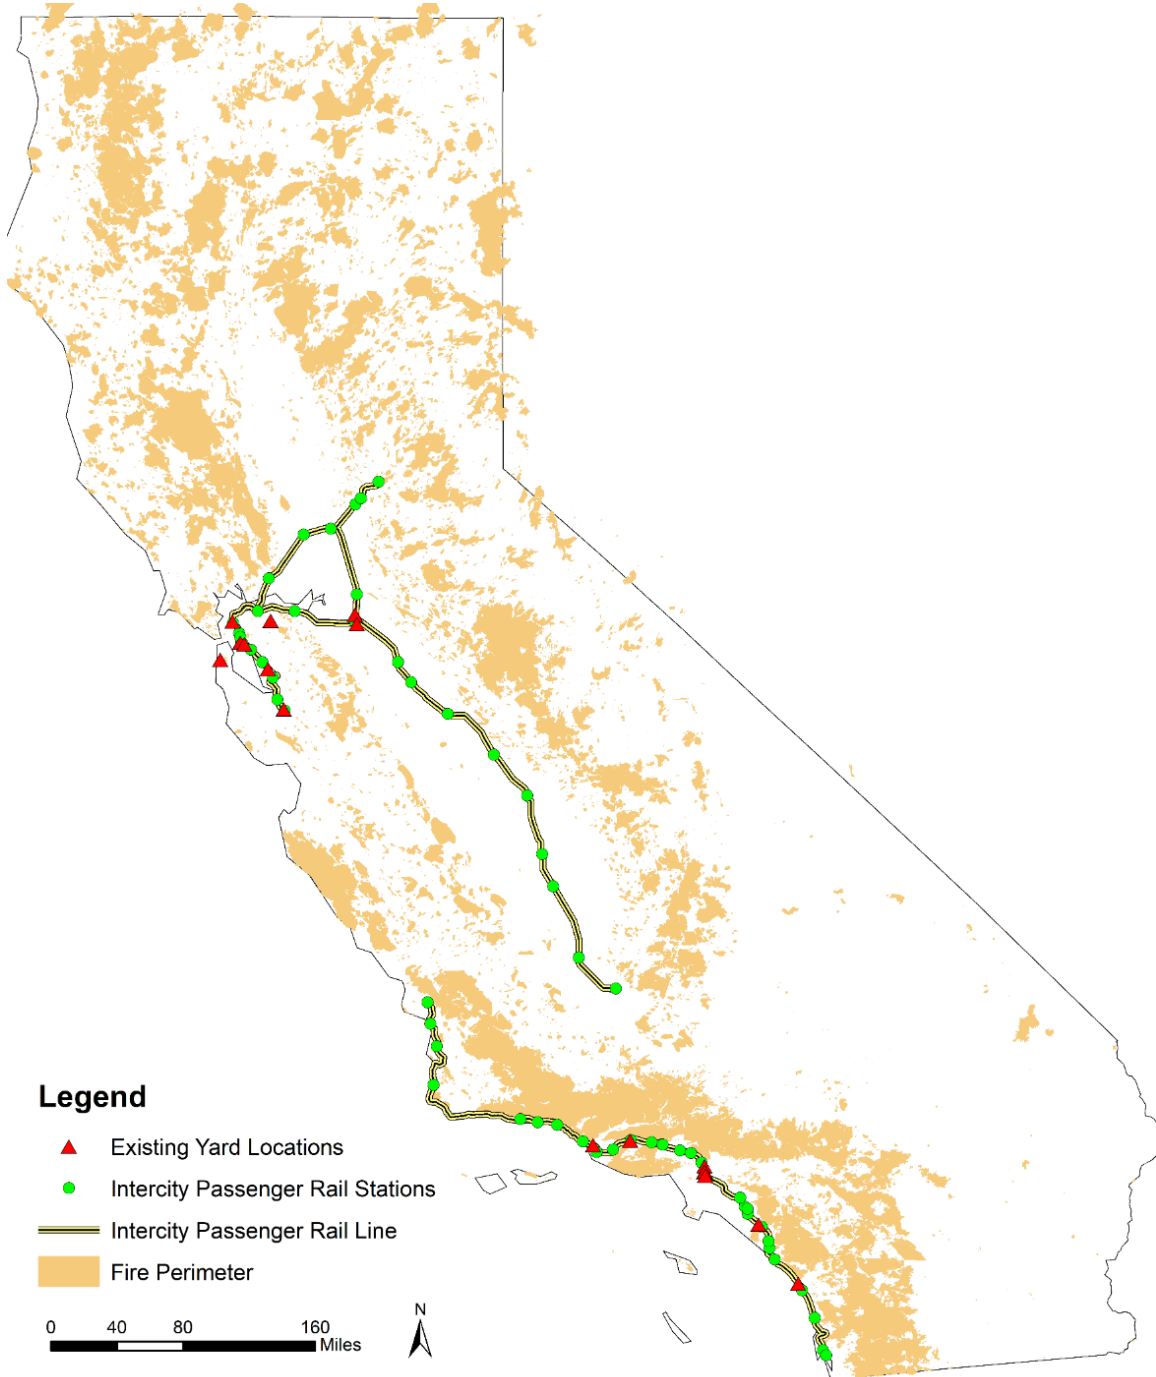 Legend
Existing Yard Locations
Intercity Passenger Rail Stations
Intercity Passenger Rail Line
Fire Perimeter
0 40 80 160
Miles
N